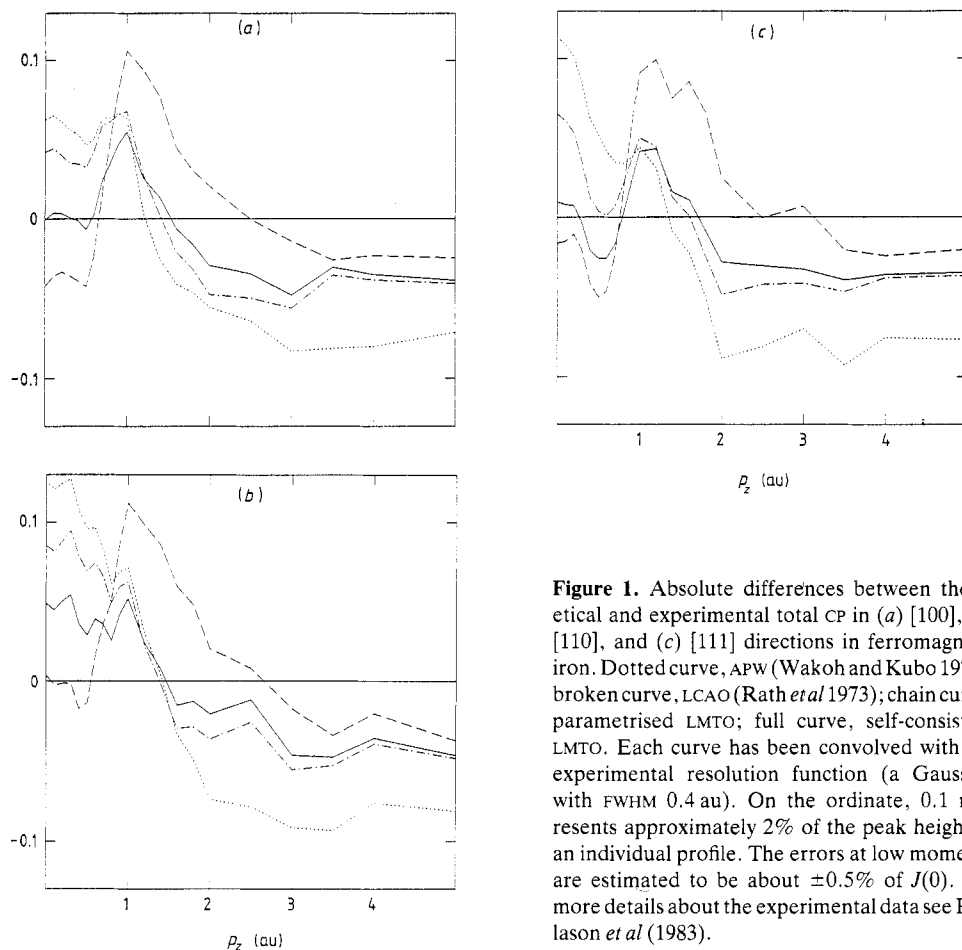 (a)
0.1
0
-0.1
(c)
1
2
3
4
p_z (au)
(b)
0.1
0
-0.1
1
2
3
4
p_z (au)
Figure 1. Absolute differences between the
etical and experimental total CP in (a) [100],
[110], and (c) [111] directions in ferromagn
iron. Dotted curve, APW (Wakoh and Kubo 19
broken curve, LCAO (Rath et al 1973); chain cu
parametrised LMTO; full curve, self-consis
LMTO. Each curve has been convolved with
experimental resolution function (a Gauss
with FWHM 0.4 au). On the ordinate, 0.1 r
resents approximately 2% of the peak heigh
an individual profile. The errors at low mome
are estimated to be about ±0.5% of J(0).
more details about the experimental data see
lason et al (1983).